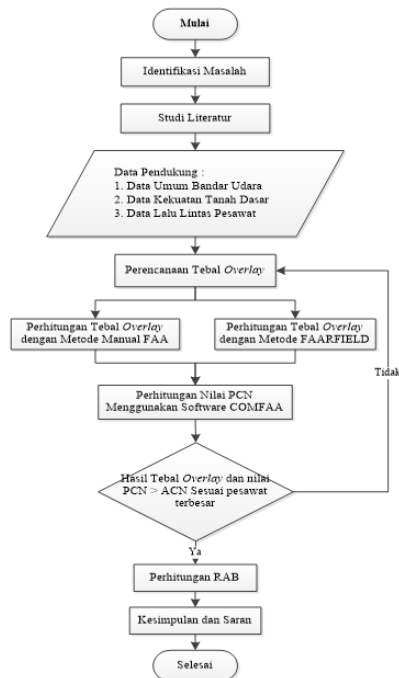 Mulai
Identifikasi Masalah
Studi Literatur
Data Pendukung :
1. Data Umum Bandar Udara
2. Data Kekuatan Tanah Dasar
3. Data Lalu Lintas Pesawat
Perencanaan Tebal Overlay
Perhitungan Tebal Overlay
dengan Metode Manual FAA
Perhitungan Tebal Overlay
dengan Metode FAARFIELD
Tidak
Perhitungan Nilai PCN
Menggunakan Software COMFAA
Hasil Tebal Overlay dan nilai
PCN > ACN Sesuai pesawat
terbesar
Ya
Perhitungan RAB
Kesimpulan dan Saran
Selesai